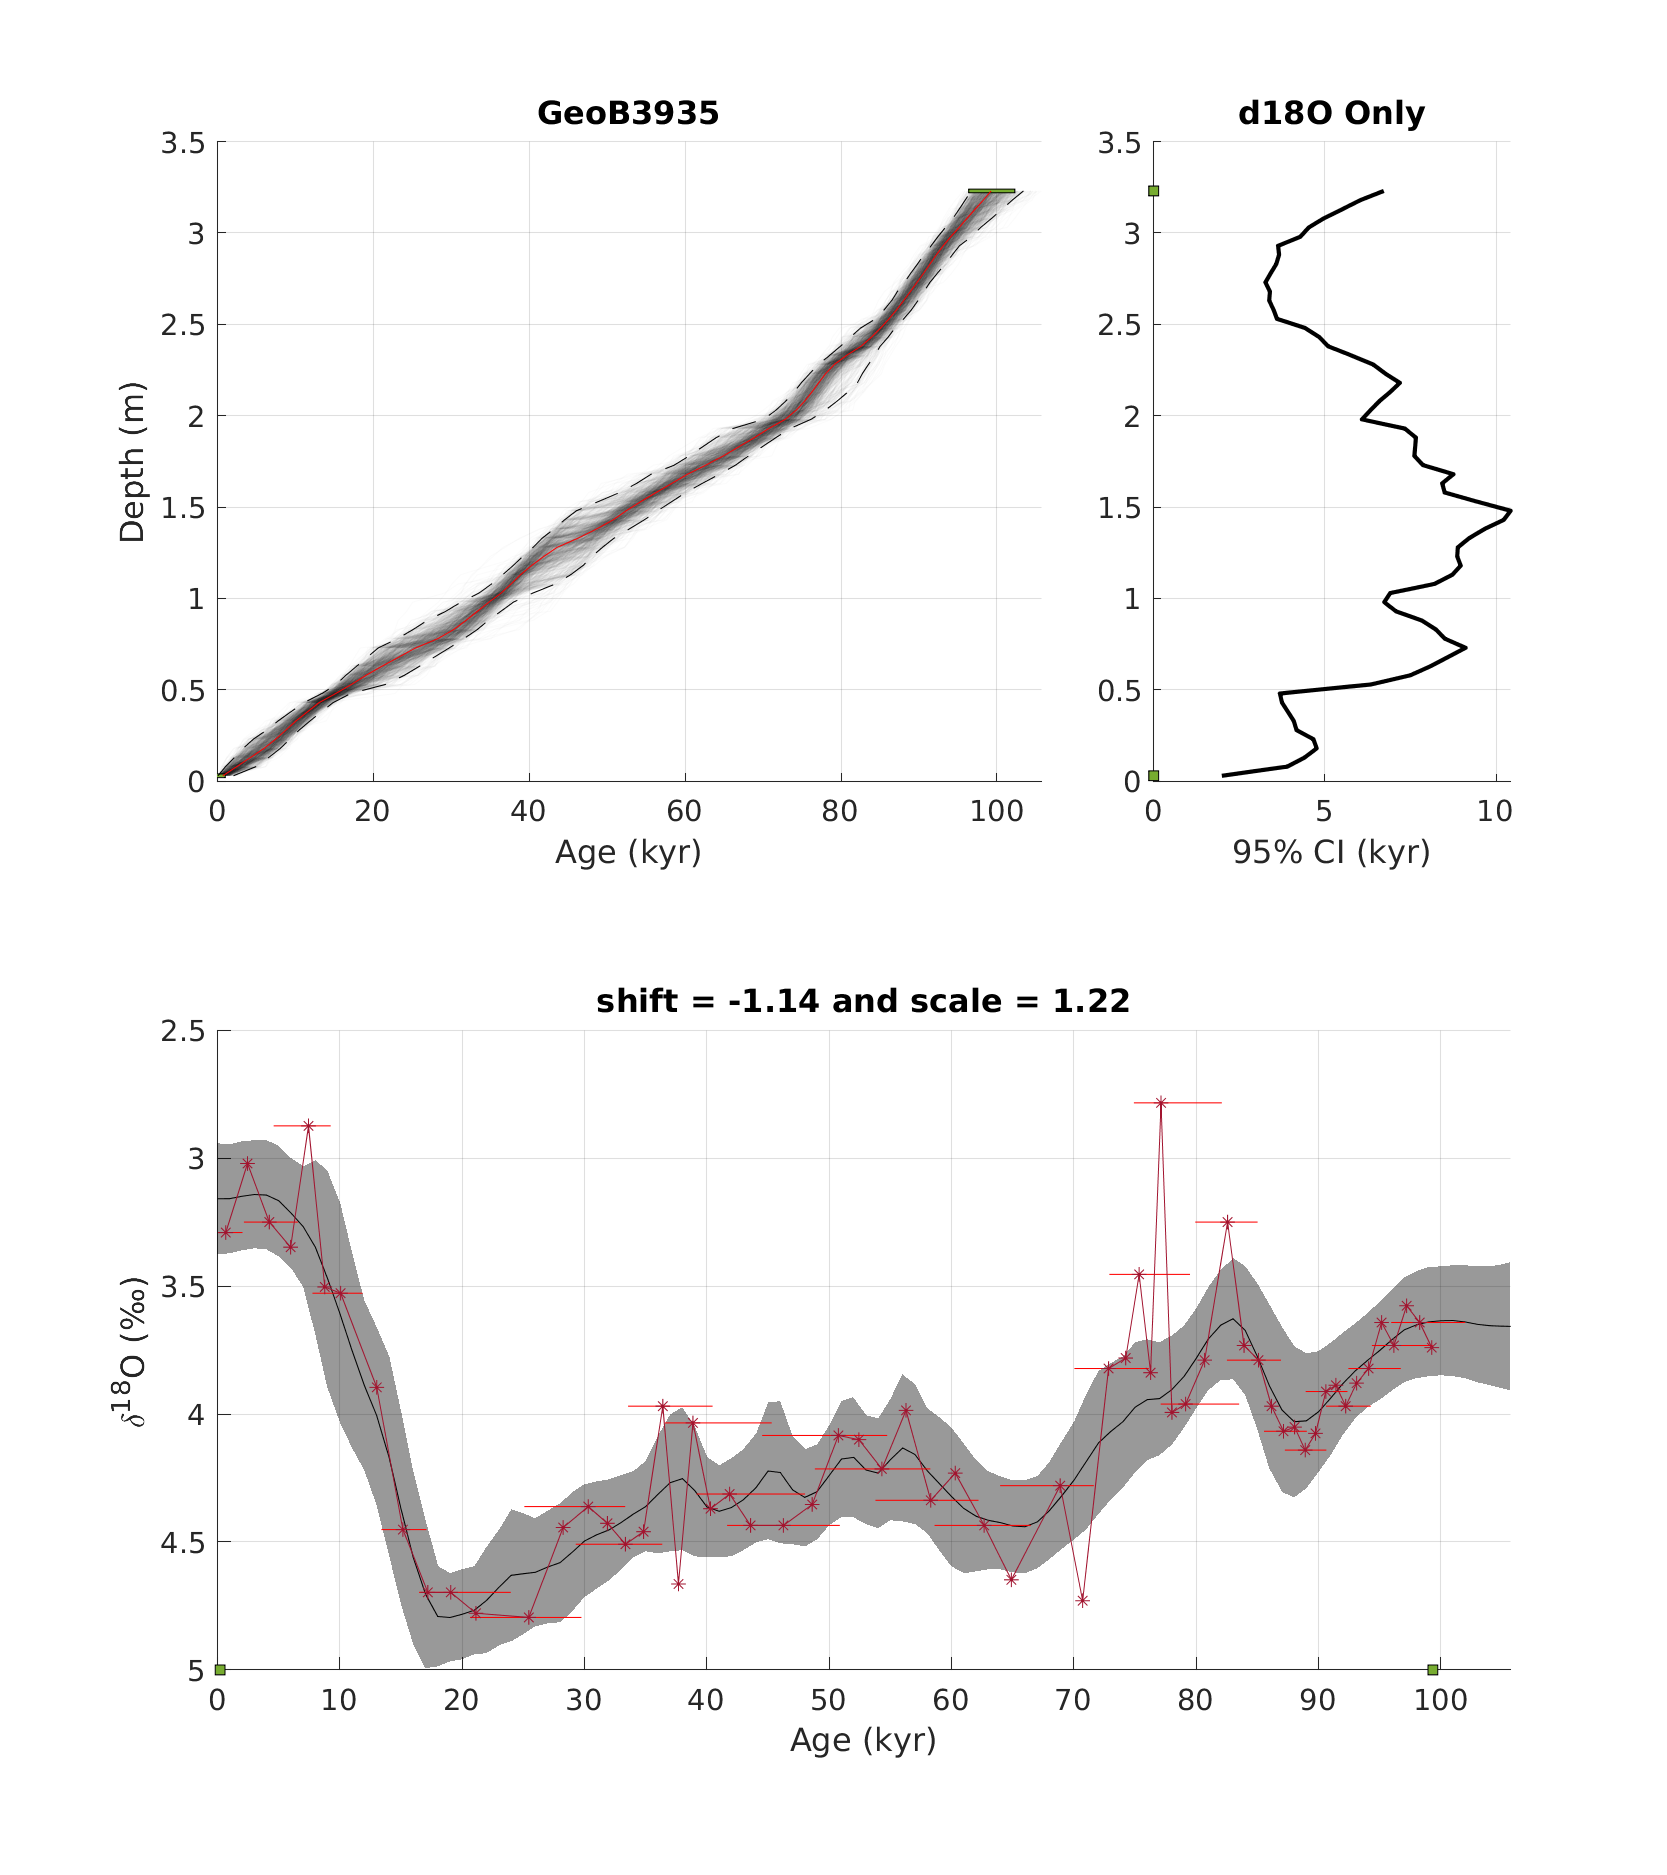 GeoB3935
3.5
3
2.5
2
1.5
1
0.5
0
Depth (m)
0 20 40 60 80 100
Age (kyr)
d18O Only
3.5
3
2.5
2
1.5
1
0.5
0
0 5 10
95% CI (kyr)
shift = -1.14 and scale = 1.22
2.5
3
3.5
4
4.5
5
δ¹⁸O (‰)
0 10 20 30 40 50 60 70 80 90 100
Age (kyr)